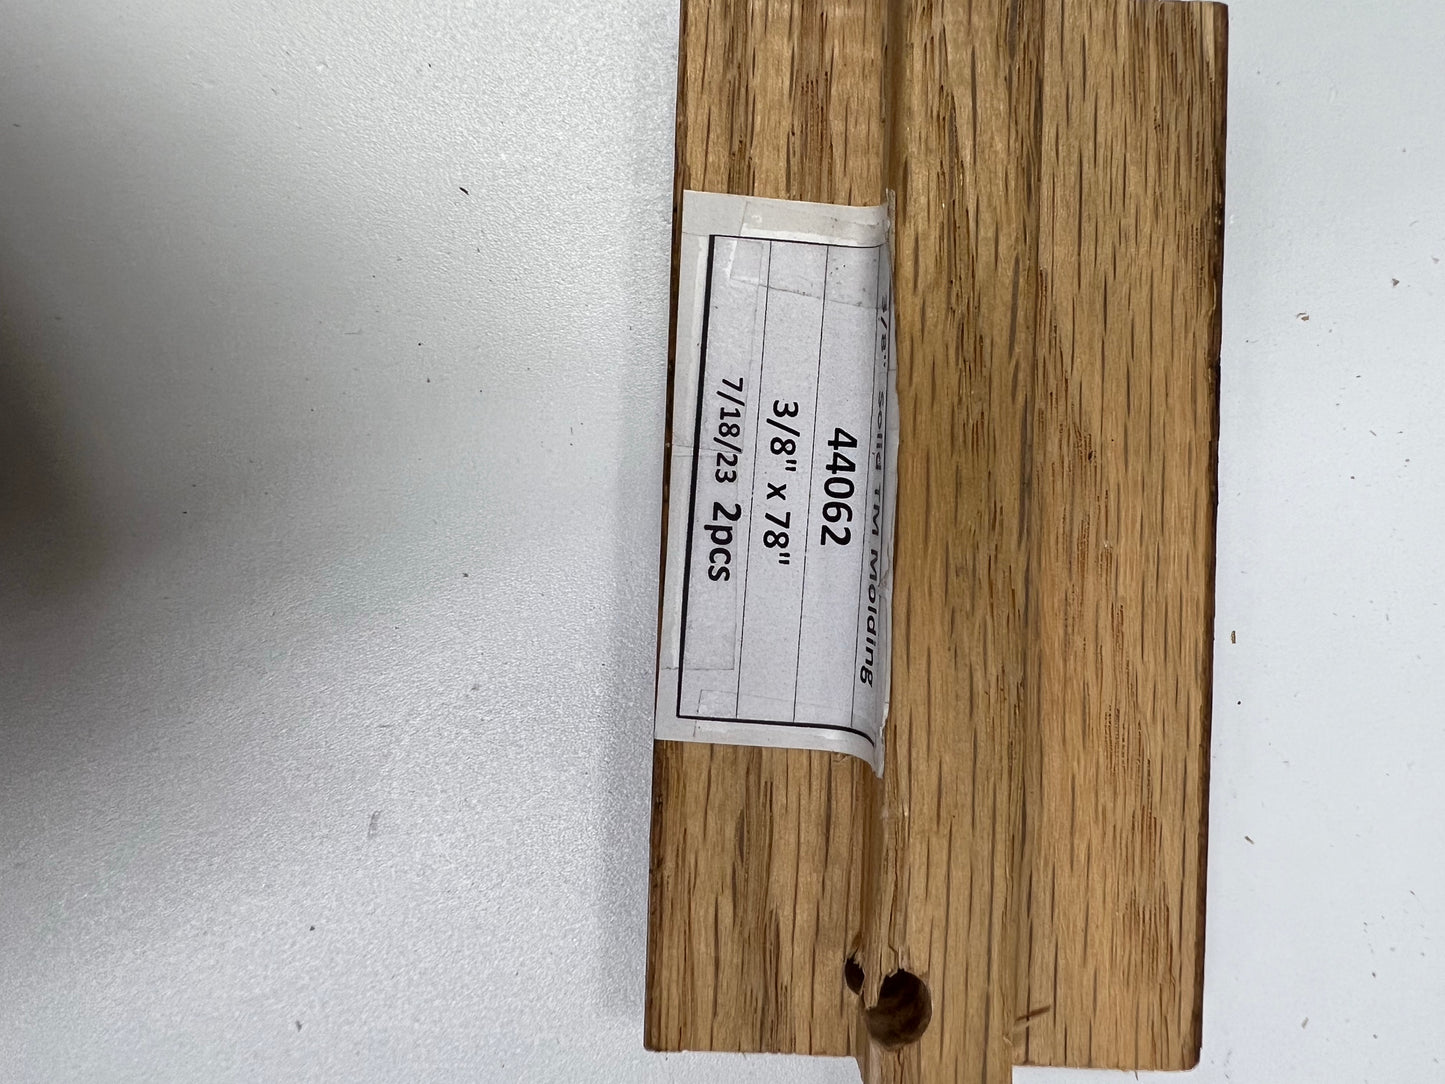 3/8" Solid TM Molding
44062
3/8" x 78"
7/18/23 2pcs